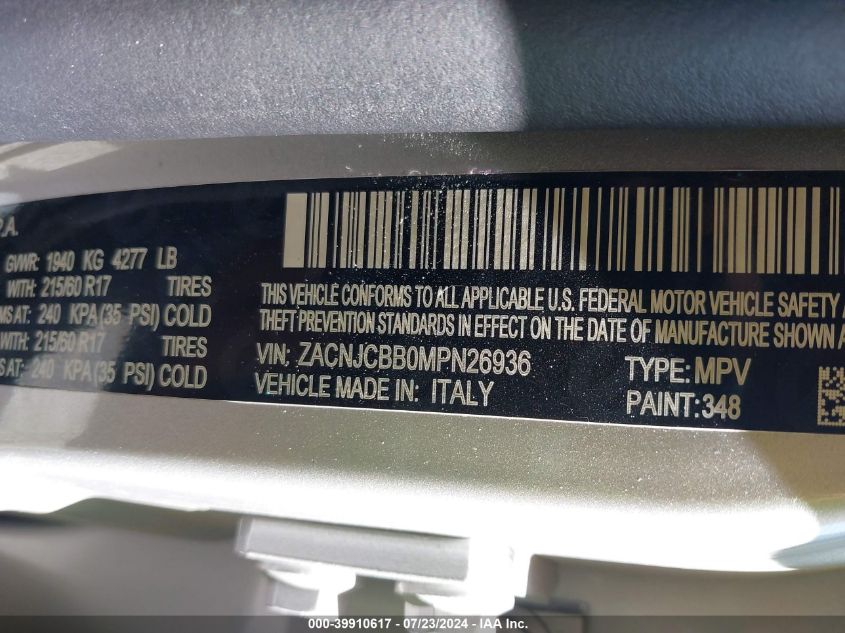 P.A.
GVWR: 1940 KG 4277 LB
WITH: 215/60 R17 TIRES
MS AT: 240 KPA (35 PSI) COLD
WITH: 215/60 R17 TIRES
S AT: 240 KPA (35 PSI) COLD
THIS VEHICLE CONFORMS TO ALL APPLICABLE U.S. FEDERAL MOTOR VEHICLE SAFETY A
THEFT PREVENTION STANDARDS IN EFFECT ON THE DATE OF MANUFACTURE SHOWN A
VIN: ZACNJCBB0MPN26936 TYPE: MPV
VEHICLE MADE IN: ITALY PAINT: 348
000-39910617 - 07/23/2024 - IAA Inc.